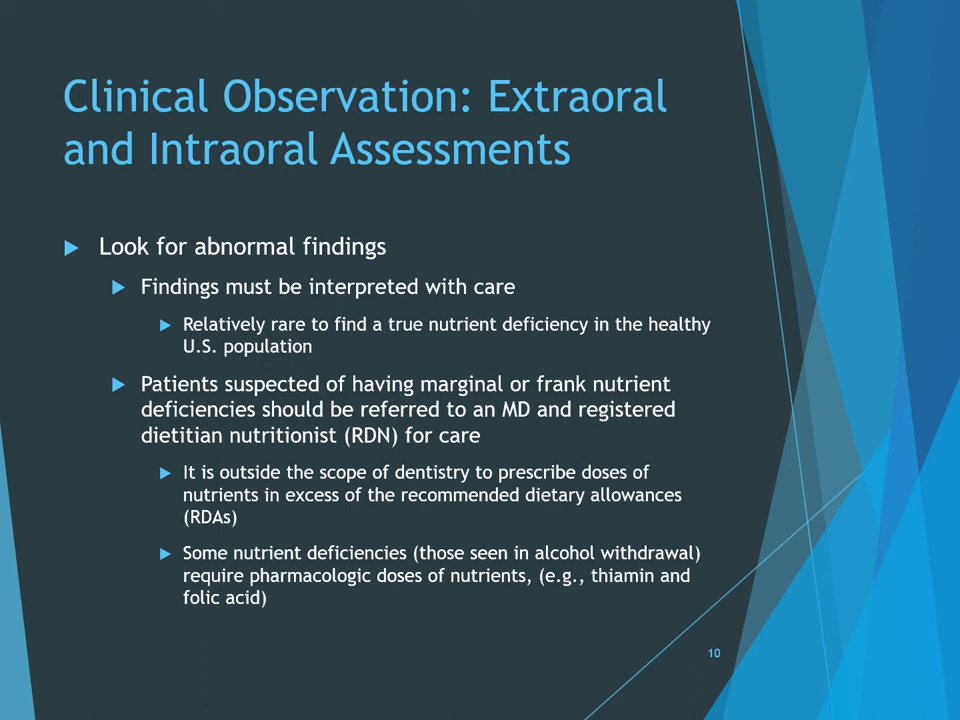 Clinical Observation: Extraoral
and Intraoral Assessments
Look for abnormal findings
Findings must be interpreted with care
Relatively rare to find a true nutrient deficiency in the healthy
U.S. population
Patients suspected of having marginal or frank nutrient
deficiencies should be referred to an MD and registered
dietitian nutritionist (RDN) for care
It is outside the scope of dentistry to prescribe doses of
nutrients in excess of the recommended dietary allowances
(RDAs)
Some nutrient deficiencies (those seen in alcohol withdrawal)
require pharmacologic doses of nutrients, (e.g., thiamin and
folic acid)
10